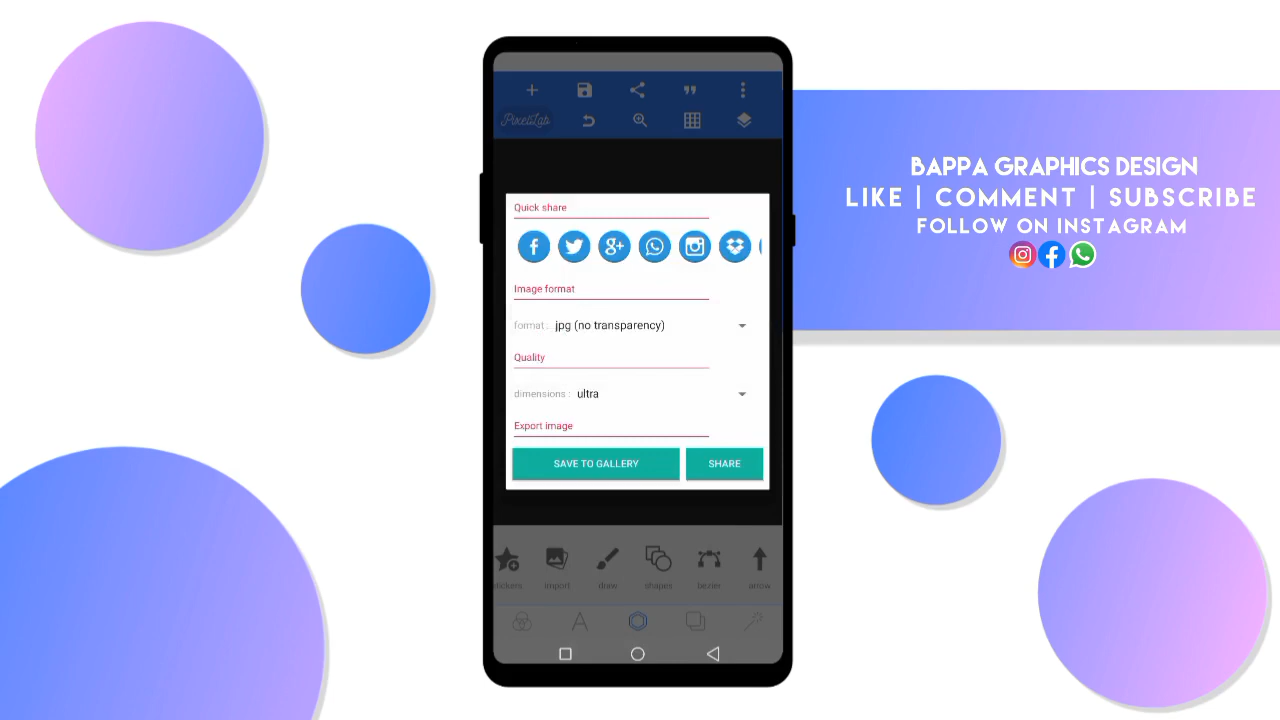 BAPPA GRAPHICS DESIGN
LIKE | COMMENT | SUBSCRIBE
FOLLOW ON INSTAGRAM
PixelLab
Quick share
Image format
format: jpg (no transparency)
Quality
dimensions : ultra
Export image
SAVE TO GALLERY SHARE
stickers import draw shapes bezier arrow